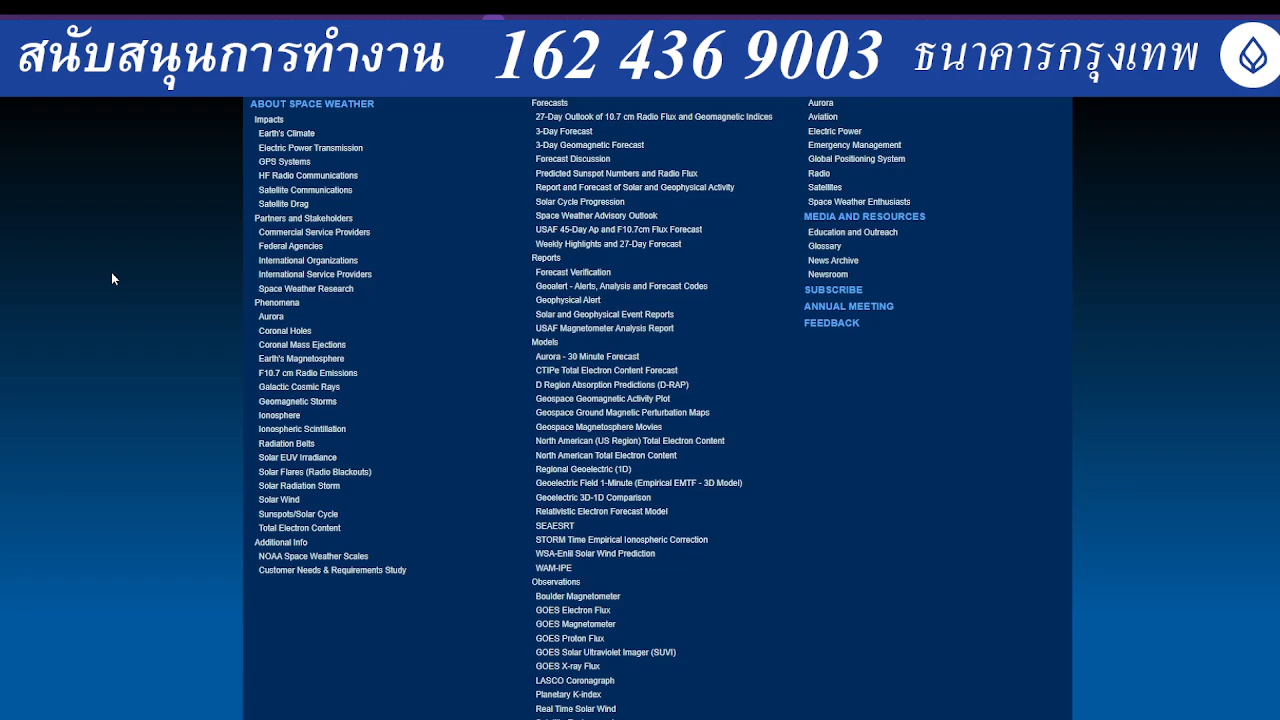 สนับสนุนการทำงาน 162 436 9003 ธนาคารกรุงเทพ
ABOUT SPACE WEATHER
Impacts
Earth's Climate
Electric Power Transmission
GPS Systems
HF Radio Communications
Satellite Communications
Satellite Drag
Partners and Stakeholders
Commercial Service Providers
Federal Agencies
International Organizations
International Service Providers
Space Weather Research
Phenomena
Aurora
Coronal Holes
Coronal Mass Ejections
Earth's Magnetosphere
F10.7 cm Radio Emissions
Galactic Cosmic Rays
Geomagnetic Storms
Ionosphere
Ionospheric Scintillation
Radiation Belts
Solar EUV Irradiance
Solar Flares (Radio Blackouts)
Solar Radiation Storm
Solar Wind
Sunspots/Solar Cycle
Total Electron Content
Additional Info
NOAA Space Weather Scales
Customer Needs & Requirements Study
Forecasts
27-Day Outlook of 10.7 cm Radio Flux and Geomagnetic Indices
3-Day Forecast
3-Day Geomagnetic Forecast
Forecast Discussion
Predicted Sunspot Numbers and Radio Flux
Report and Forecast of Solar and Geophysical Activity
Solar Cycle Progression
Space Weather Advisory Outlook
USAF 45-Day Ap and F10.7cm Flux Forecast
Weekly Highlights and 27-Day Forecast
Reports
Forecast Verification
Geoalert - Alerts, Analysis and Forecast Codes
Geophysical Alert
Solar and Geophysical Event Reports
USAF Magnetometer Analysis Report
Models
Aurora - 30 Minute Forecast
CTIPe Total Electron Content Forecast
D Region Absorption Predictions (D-RAP)
Geospace Geomagnetic Activity Plot
Geospace Ground Magnetic Perturbation Maps
Geospace Magnetosphere Movies
North American (US Region) Total Electron Content
North American Total Electron Content
Regional Geoelectric (1D)
Geoelectric Field 1-Minute (Empirical EMTF - 3D Model)
Geoelectric 3D-1D Comparison
Relativistic Electron Forecast Model
SEAESRT
STORM Time Empirical Ionospheric Correction
WSA-Enlil Solar Wind Prediction
WAM-IPE
Observations
Boulder Magnetometer
GOES Electron Flux
GOES Magnetometer
GOES Proton Flux
GOES Solar Ultraviolet Imager (SUVI)
GOES X-ray Flux
LASCO Coronagraph
Planetary K-index
Real Time Solar Wind
Aurora
Aviation
Electric Power
Emergency Management
Global Positioning System
Radio
Satellites
Space Weather Enthusiasts
MEDIA AND RESOURCES
Education and Outreach
Glossary
News Archive
Newsroom
SUBSCRIBE
ANNUAL MEETING
FEEDBACK